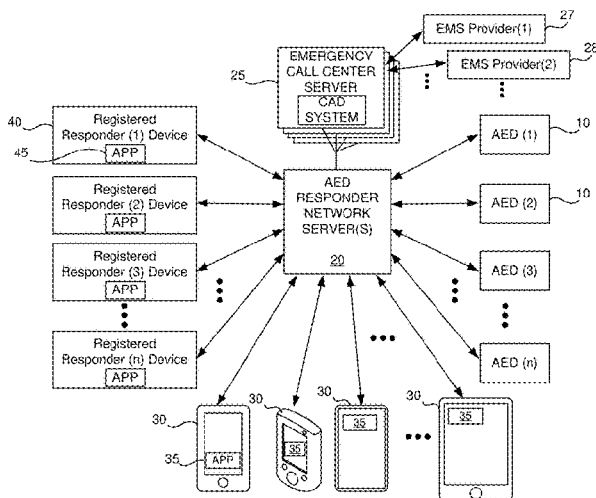 27
EMS Provider(1)
28
EMS Provider(2)
25
EMERGENCY
CALL CENTER
SERVER
CAD
SYSTEM
40
Registered
Responder (1) Device
45
APP
AED (1)
10
AED
RESPONDER
NETWORK
SERVER(S)
20
Registered
Responder (2) Device
APP
AED (2)
10
Registered
Responder (3) Device
APP
AED (3)
Registered
Responder (n) Device
APP
AED (n)
30
35
APP
30
35
30
35
30
35